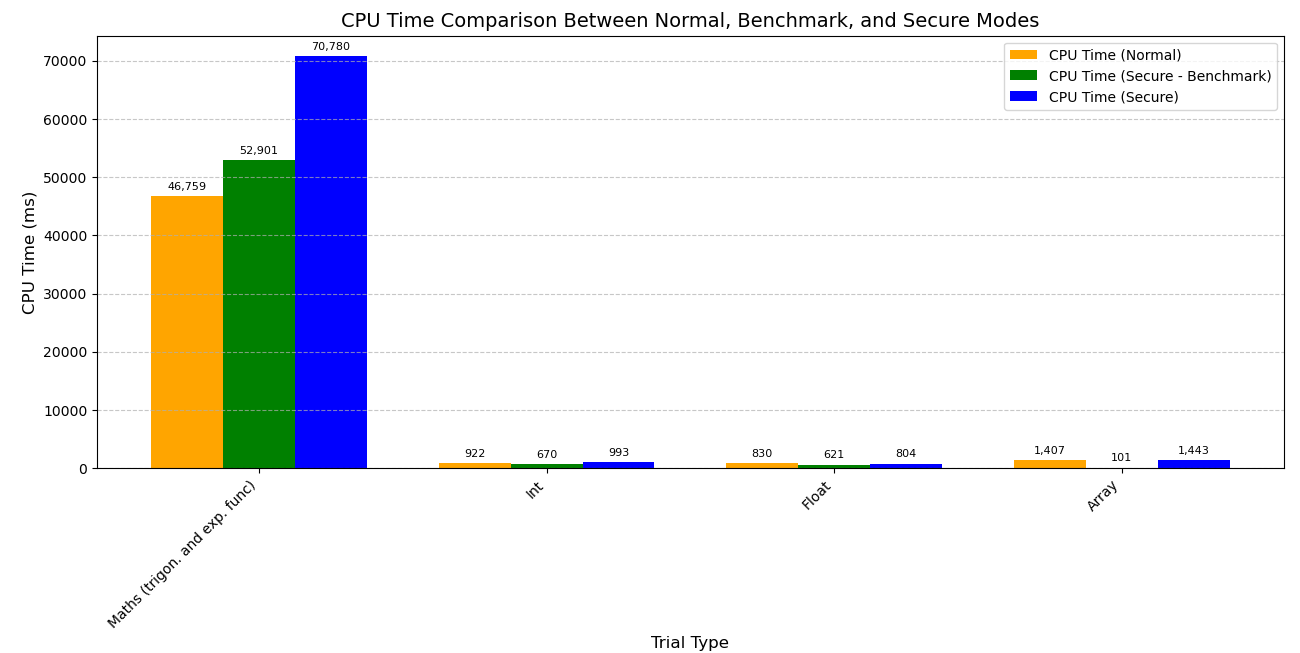 CPU Time Comparison Between Normal, Benchmark, and Secure Modes
CPU Time (Normal)
CPU Time (Secure - Benchmark)
CPU Time (Secure)
CPU Time (ms)
70000
60000
50000
40000
30000
20000
10000
0
46,759
52,901
70,780
922
670
993
830
621
804
1,407
101
1,443
Maths (trigon. and exp. func)
Int
Float
Array
Trial Type